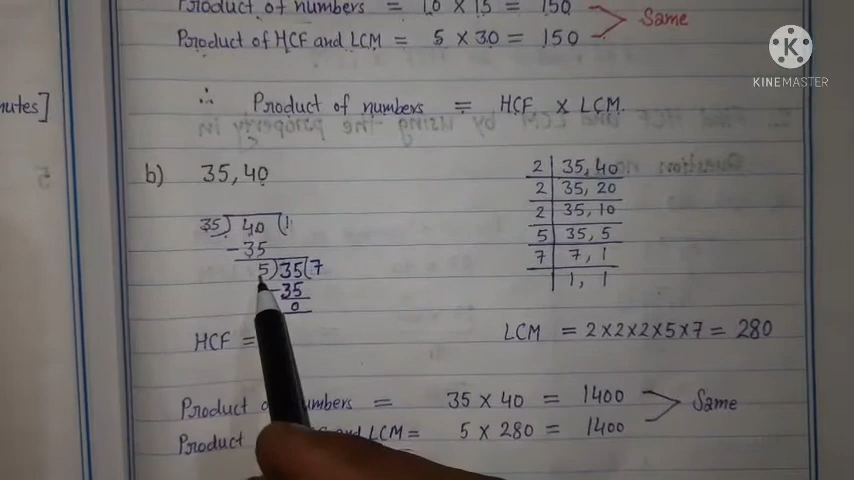 Product of numbers = 10 × 15 = 150
Same
Product of HCF and LCM = 5 × 30 = 150
KINEMASTER
nutes]
∴ Product of numbers = HCF × LCM.
b) 35, 40
2 | 35, 40
2 | 35, 20
2 | 35, 10
5 | 35, 5
7 | 7, 1
1, 1
35) 40 (1
-35
5) 35 (7
-35
0
HCF =
LCM = 2×2×2×5×7 = 280
Product numbers = 35 × 40 = 1400
Same
Product and LCM = 5 × 280 = 1400